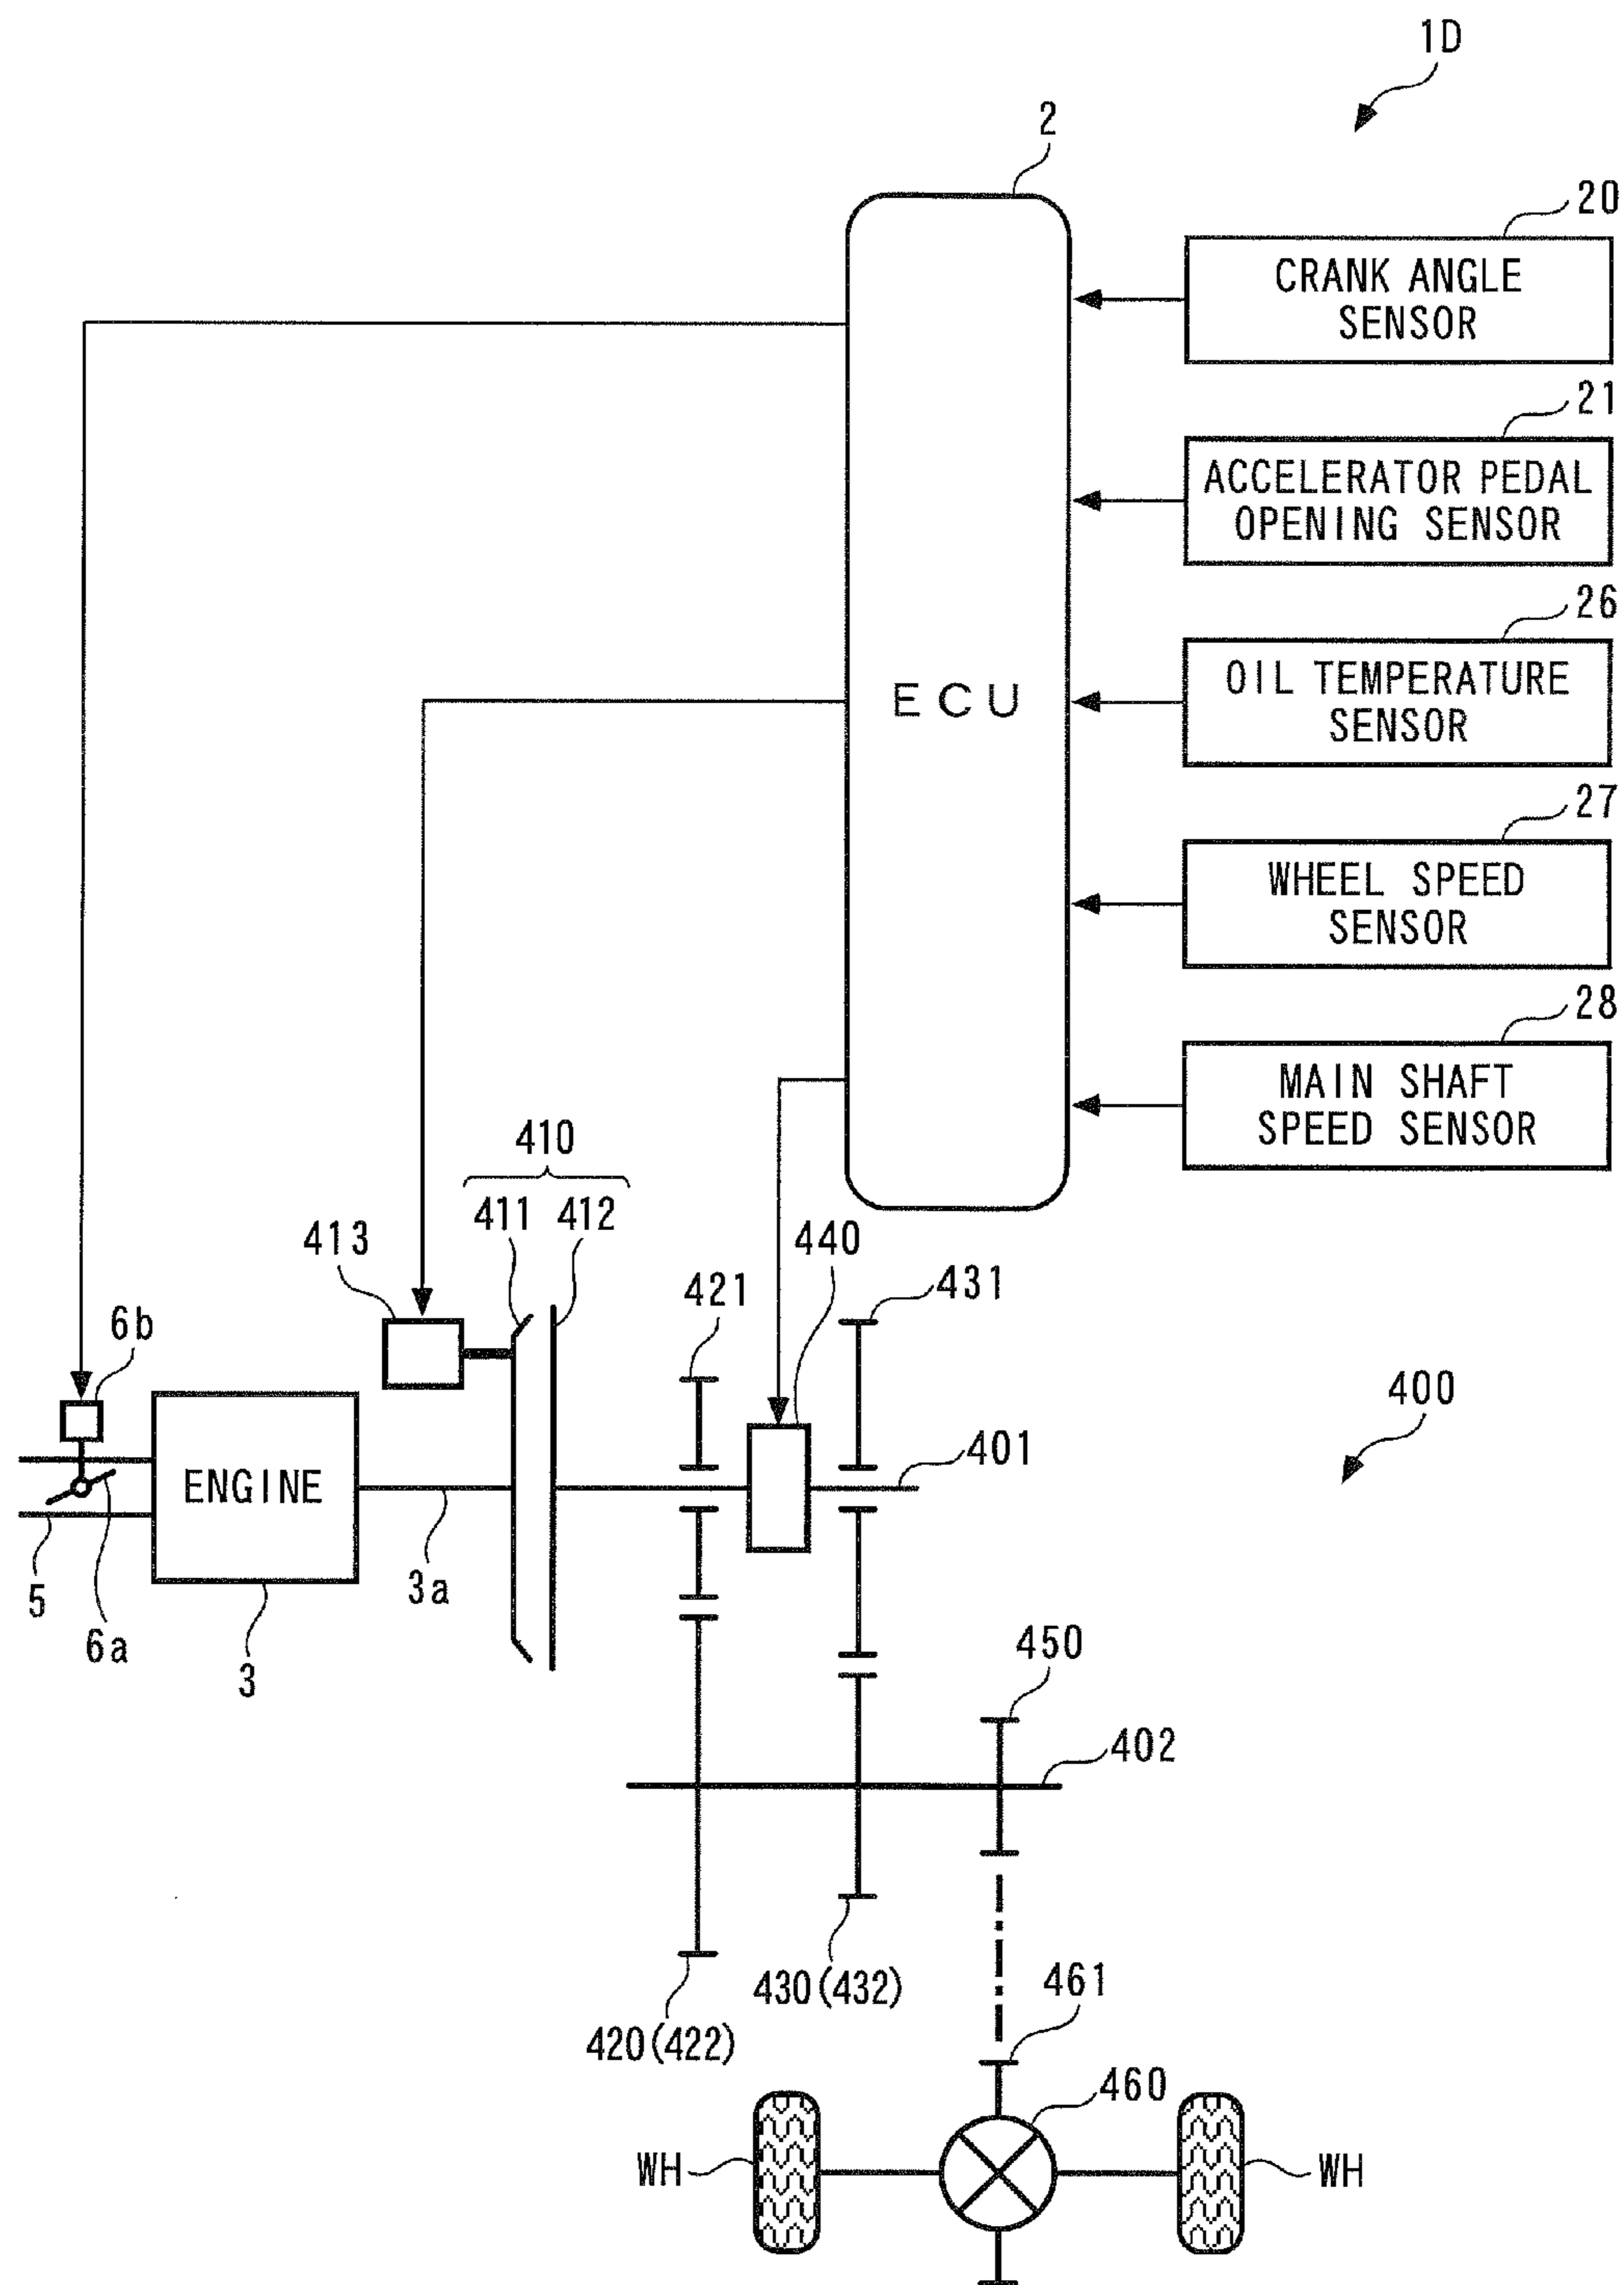 1D
2
20
CRANK ANGLE
SENSOR
21
ACCELERATOR PEDAL
OPENING SENSOR
26
OIL TEMPERATURE
SENSOR
ECU
27
WHEEL SPEED
SENSOR
28
MAIN SHAFT
SPEED SENSOR
410
411 412
413
440
421
431
6b
400
401
ENGINE
5
3a
6a
3
450
402
430(432)
461
420(422)
460
WH
WH